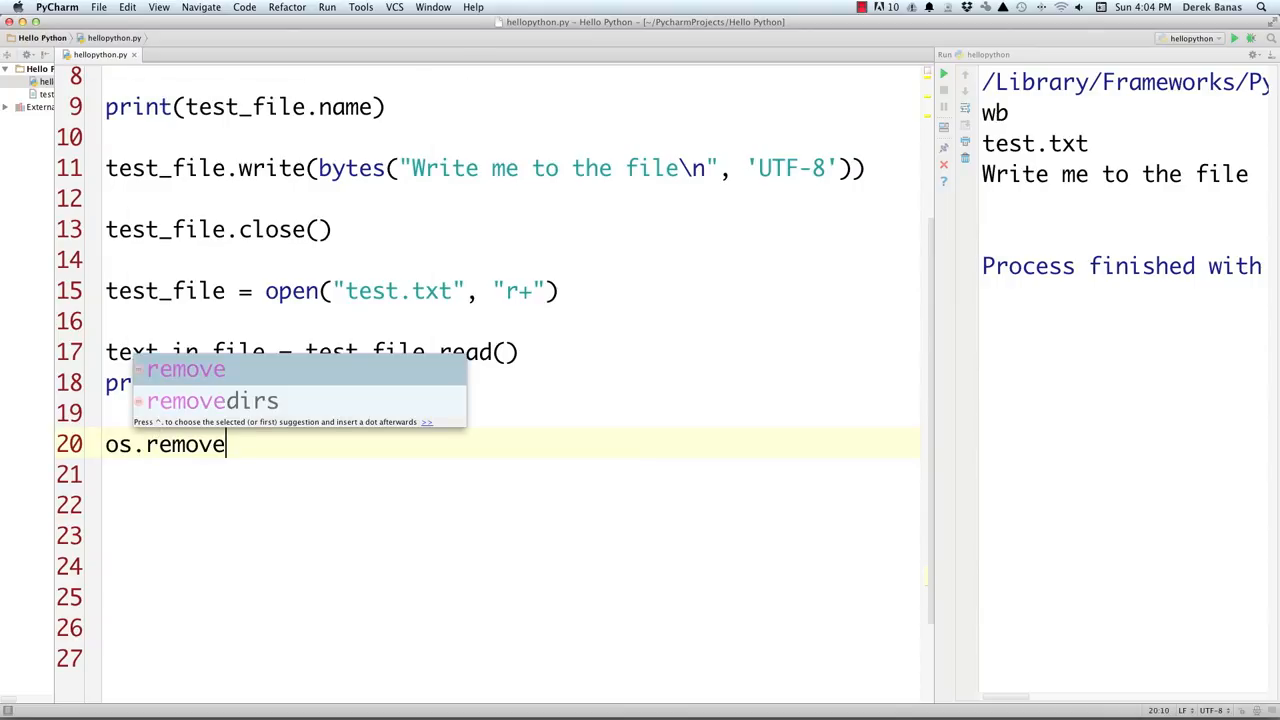 PyCharm File Edit View Navigate Code Refactor Run Tools VCS Window Help 10 Sun 4:04 PM Derek Banas
hellopython.py – Hello Python – [~/PycharmProjects/Hello Python]
Hello Python hellopython.py hellopython
hellopython.py
Run hellopython
Hello P
hell
test
Externa
8
9 print(test_file.name)
10
11 test_file.write(bytes("Write me to the file\n", 'UTF-8'))
12
13 test_file.close()
14
15 test_file = open("test.txt", "r+")
16
17 text_in_file = test_file.read()
18 pr
19
20 os.remove
21
22
23
24
25
26
27
remove
removedirs
Press ^. to choose the selected (or first) suggestion and insert a dot afterwards >>
/Library/Frameworks/Py
wb
test.txt
Write me to the file
Process finished with
20:10 LF UTF-8